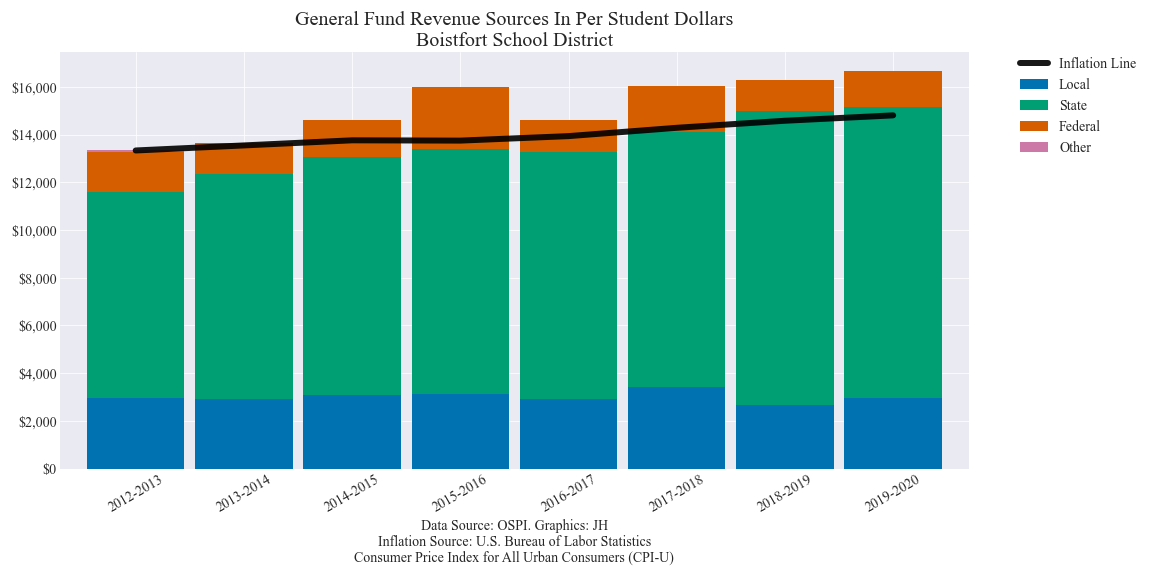 General Fund Revenue Sources In Per Student Dollars
Boistfort School District
Inflation Line
Local
State
Federal
Other
$16,000
$14,000
$12,000
$10,000
$8,000
$6,000
$4,000
$2,000
$0
2012-2013
2013-2014
2014-2015
2015-2016
2016-2017
2017-2018
2018-2019
2019-2020
Data Source: OSPI. Graphics: JH
Inflation Source: U.S. Bureau of Labor Statistics
Consumer Price Index for All Urban Consumers (CPI-U)